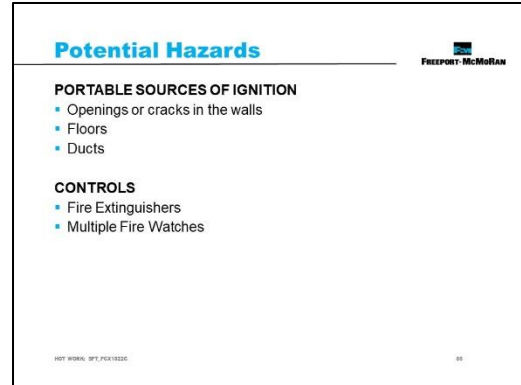 Potential Hazards
FREEPORT-McMoRAN
PORTABLE SOURCES OF IGNITION
Openings or cracks in the walls
Floors
Ducts
CONTROLS
Fire Extinguishers
Multiple Fire Watches
HOT WORK: SFT_FCX1022C